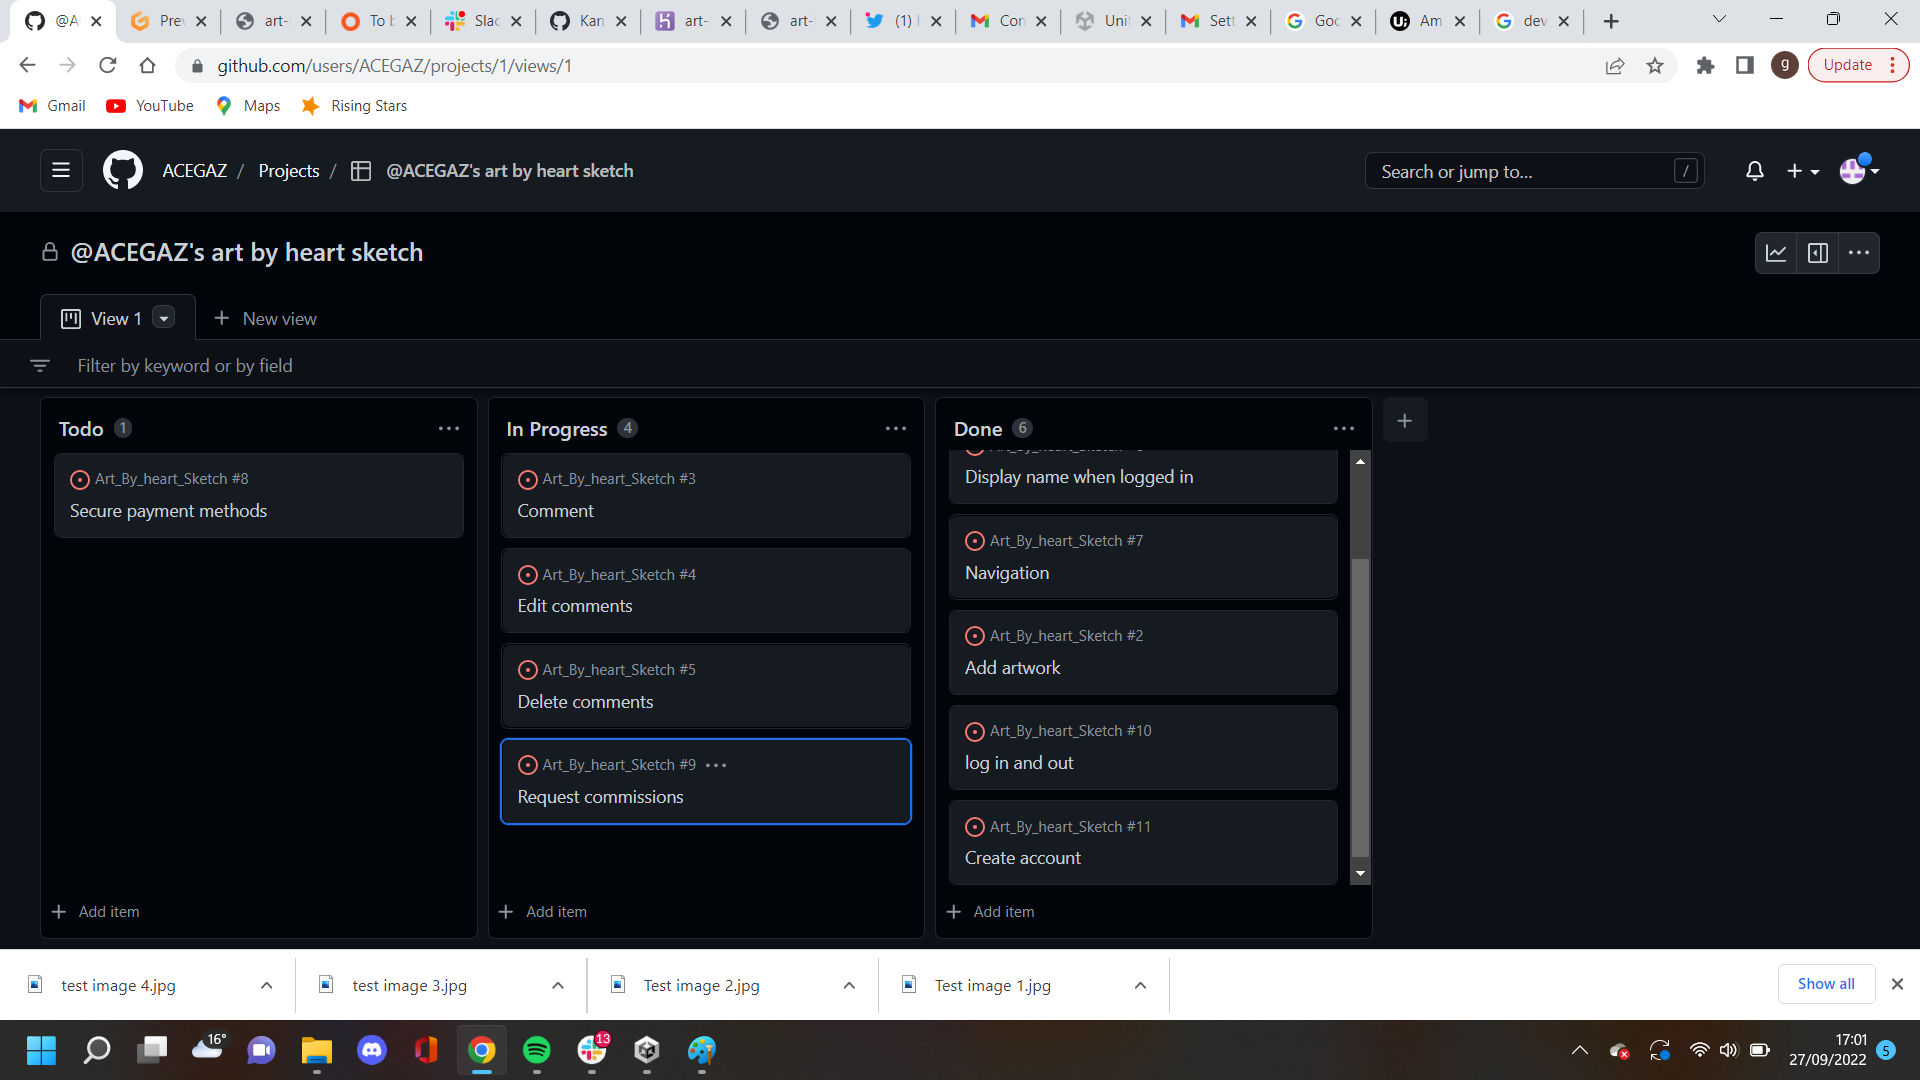 @A
Prev
art-
To b
Slac
Kan
art-
art-
(1)
Con
Unit
Sett
Goo
Am
dev
github.com/users/ACEGAZ/projects/1/views/1
g
Update
Gmail
YouTube
Maps
Rising Stars
ACEGAZ / Projects / @ACEGAZ's art by heart sketch
Search or jump to...
/
@ACEGAZ's art by heart sketch
View 1
New view
Filter by keyword or by field
Todo 1
Art_By_heart_Sketch #8
Secure payment methods
Add item
In Progress 4
Art_By_heart_Sketch #3
Comment
Art_By_heart_Sketch #4
Edit comments
Art_By_heart_Sketch #5
Delete comments
Art_By_heart_Sketch #9
Request commissions
Add item
Done 6
Display name when logged in
Art_By_heart_Sketch #7
Navigation
Art_By_heart_Sketch #2
Add artwork
Art_By_heart_Sketch #10
log in and out
Art_By_heart_Sketch #11
Create account
Add item
test image 4.jpg
test image 3.jpg
Test image 2.jpg
Test image 1.jpg
Show all
16°
13
17:01
27/09/2022
5